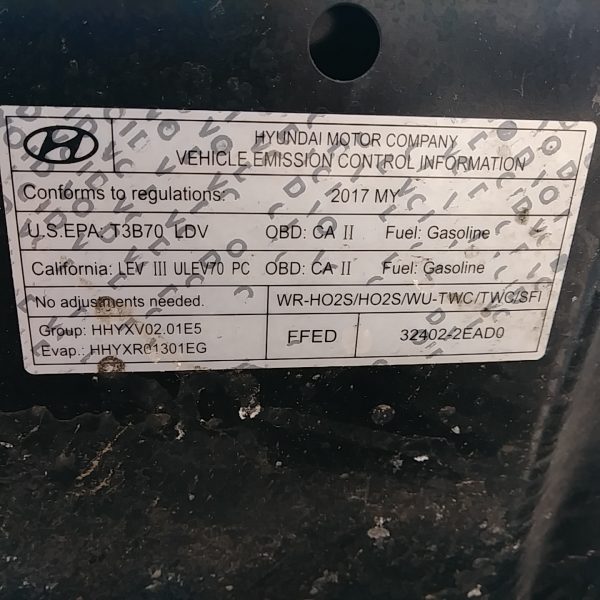 HYUNDAI MOTOR COMPANY
VEHICLE EMISSION CONTROL INFORMATION
Conforms to regulations: 2017 MY
U.S.EPA: T3B70 LDV OBD: CA II Fuel: Gasoline
California: LEV III ULEV70 PC OBD: CA II Fuel: Gasoline
No adjustments needed. WR-HO2S/HO2S/WU-TWC/TWC/SFI
Group: HHYXV02.01E5
Evap.: HHYXR01301EG
FFED 32402-2EAD0